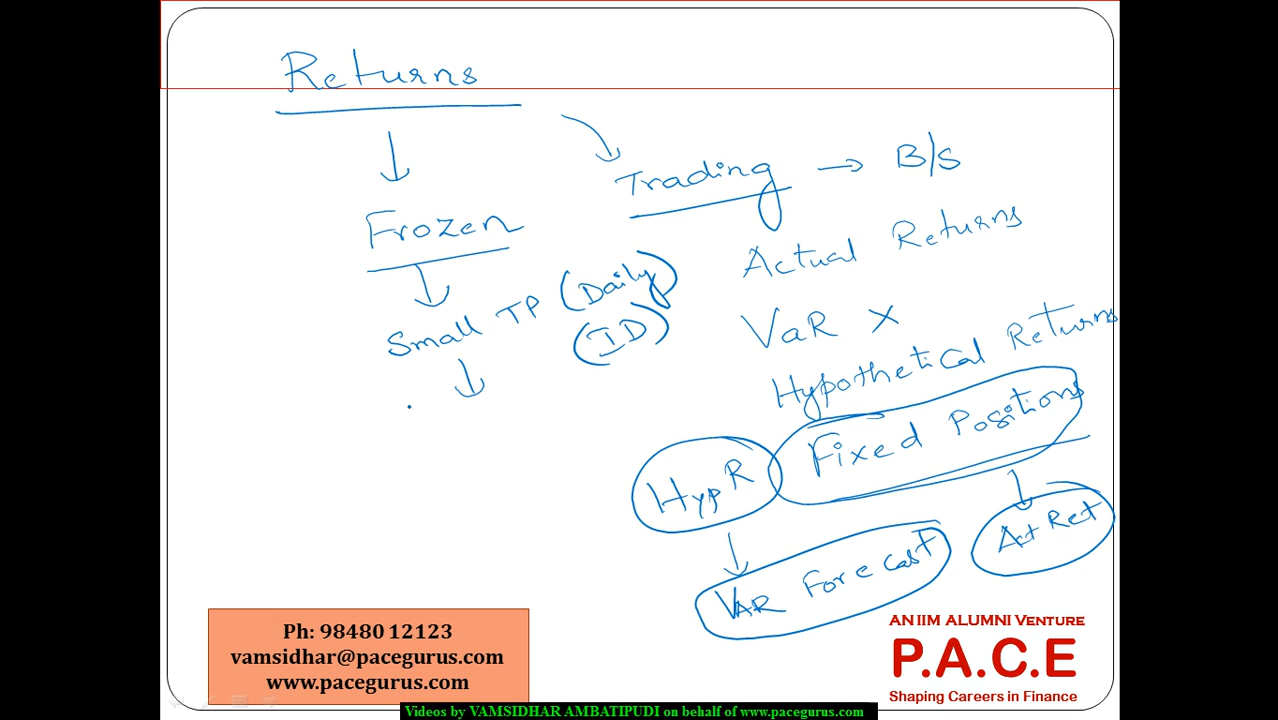 Returns
Trading → B/S
Frozen
Actual Returns
Small TP (Daily)
(ID)
VaR X
Hypothetical Returns
Fixed Positions
HypR
Act Ret
VAR Forecast
Ph: 98480 12123
vamsidhar@pacegurus.com
www.pacegurus.com
AN IIM ALUMNI VENTURE
P.A.C.E
Shaping Careers in Finance
Videos by VAMSIDHAR AMBATIPUDI on behalf of www.pacegurus.com